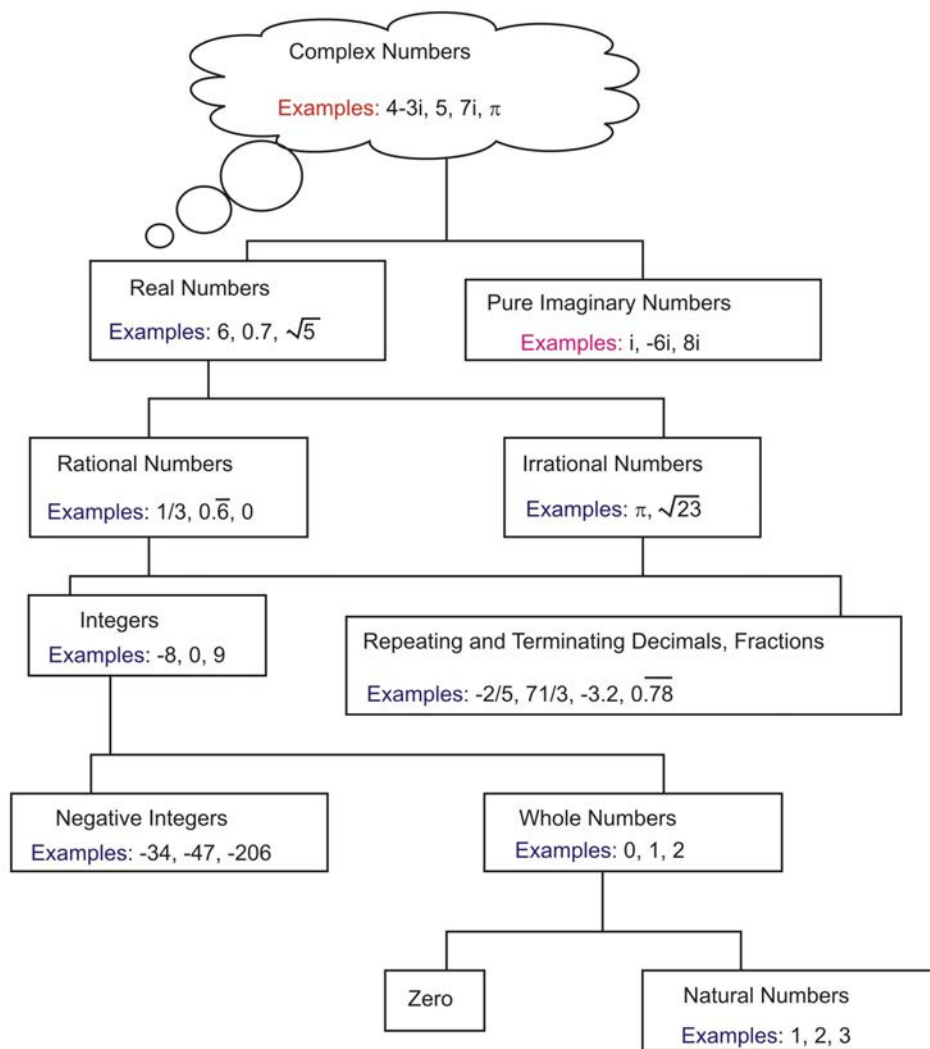 Complex Numbers
Examples: 4-3i, 5, 7i, π
Real Numbers
Examples: 6, 0.7, √5
Pure Imaginary Numbers
Examples: i, -6i, 8i
Rational Numbers
Examples: 1/3, 0.6̅, 0
Irrational Numbers
Examples: π, √23
Integers
Examples: -8, 0, 9
Repeating and Terminating Decimals, Fractions
Examples: -2/5, 71/3, -3.2, 0.7̅8̅
Negative Integers
Examples: -34, -47, -206
Whole Numbers
Examples: 0, 1, 2
Zero
Natural Numbers
Examples: 1, 2, 3